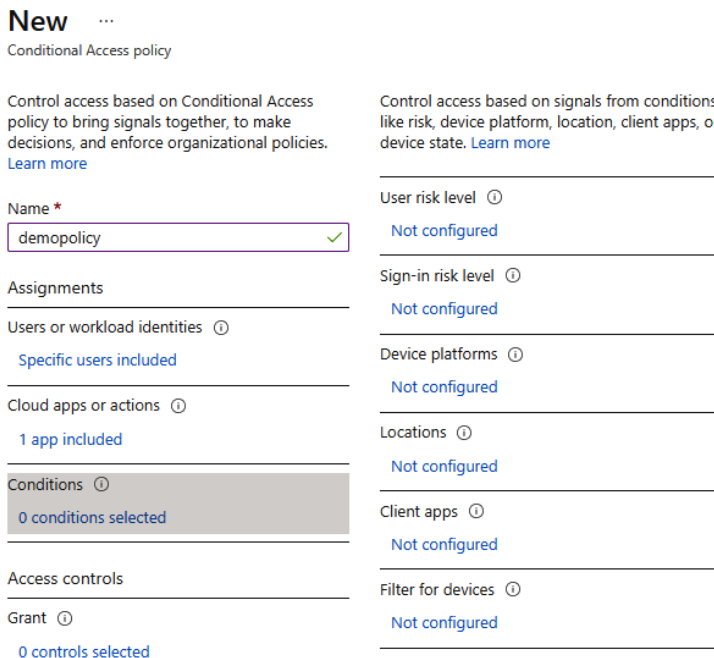 New ...
Conditional Access policy
Control access based on Conditional Access
policy to bring signals together, to make
decisions, and enforce organizational policies.
Learn more
Name *
demopolicy
Assignments
Users or workload identities
Specific users included
Cloud apps or actions
1 app included
Conditions
0 conditions selected
Access controls
Grant
0 controls selected
Control access based on signals from conditions
like risk, device platform, location, client apps, o
device state. Learn more
User risk level
Not configured
Sign-in risk level
Not configured
Device platforms
Not configured
Locations
Not configured
Client apps
Not configured
Filter for devices
Not configured